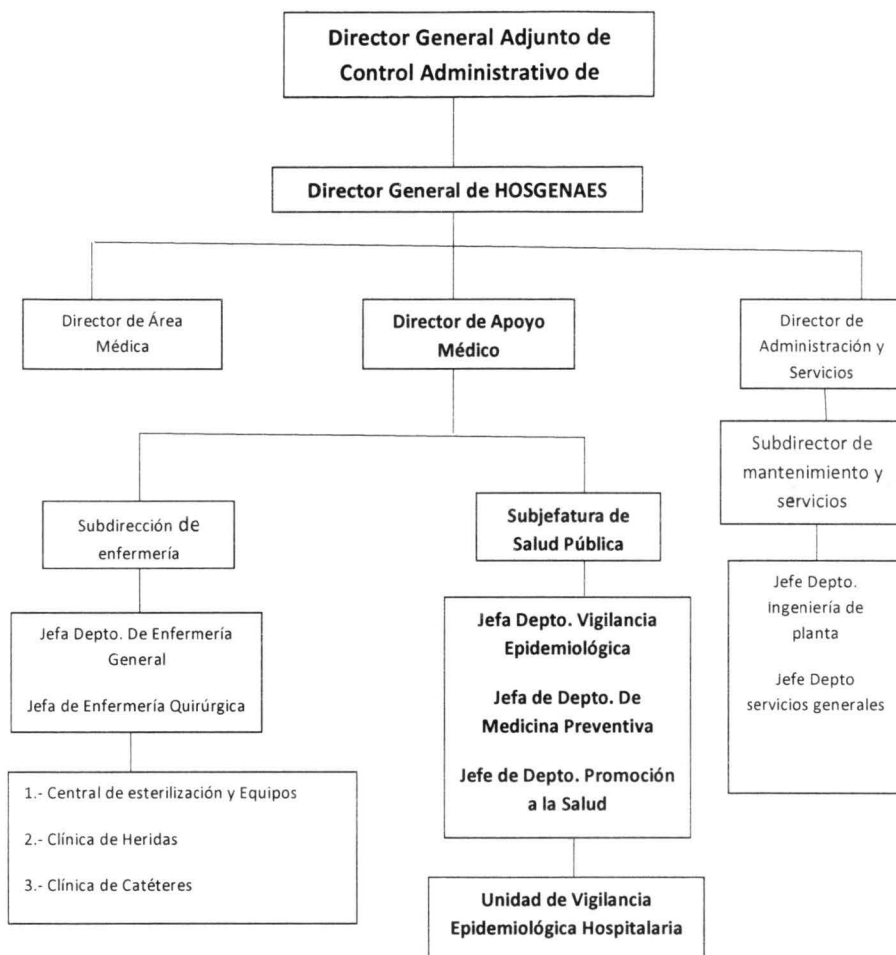 Director General Adjunto de
Control Administrativo de
Director General de HOSGENAES
Director de Área
Médica
Director de Apoyo
Médico
Director de
Administración y
Servicios
Subdirector de
mantenimiento y
servicios
Subdirección de
enfermería
Subjefatura de
Salud Pública
Jefe Depto.
Ingeniería de
planta
Jefe Depto
servicios generales
Jefa Depto. De Enfermería
General
Jefa de Enfermería Quirúrgica
Jefa Depto. Vigilancia
Epidemiológica
Jefa de Depto. De
Medicina Preventiva
Jefe de Depto. Promoción
a la Salud
1.- Central de esterilización y Equipos
2.- Clínica de Heridas
3.- Clínica de Catéteres
Unidad de Vigilancia
Epidemiológica Hospitalaria